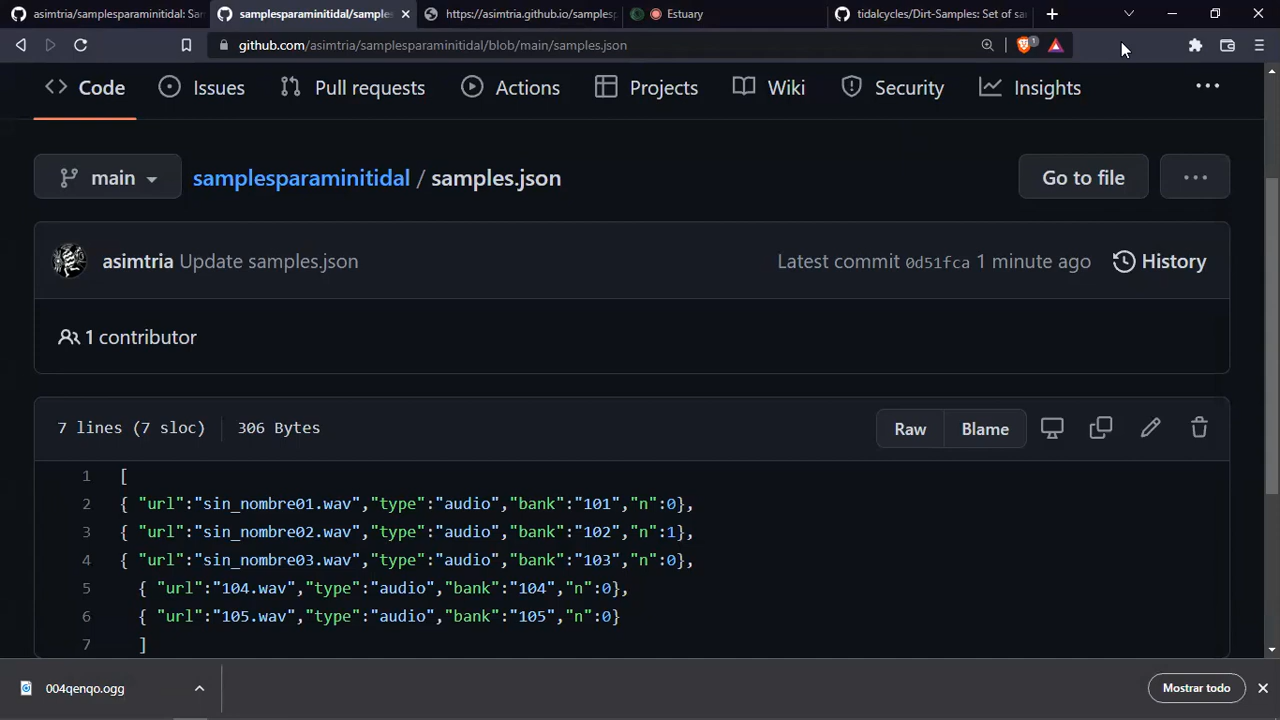 asimtria/samplesparaminitidal: Sa
samplesparaminitidal/samples
https://asimtria.github.io/samples
Estuary
tidalcycles/Dirt-Samples: Set of sa
github.com/asimtria/samplesparaminitidal/blob/main/samples.json
1
Code
Issues
Pull requests
Actions
Projects
Wiki
Security
Insights
main
samplesparaminitidal / samples.json
Go to file
asimtria Update samples.json
Latest commit 0d51fca 1 minute ago
History
1 contributor
7 lines (7 sloc)
306 Bytes
Raw
Blame
1 [
2 { "url":"sin_nombre01.wav","type":"audio","bank":"101","n":0},
3 { "url":"sin_nombre02.wav","type":"audio","bank":"102","n":1},
4 { "url":"sin_nombre03.wav","type":"audio","bank":"103","n":0},
5 { "url":"104.wav","type":"audio","bank":"104","n":0},
6 { "url":"105.wav","type":"audio","bank":"105","n":0}
7 ]
004qenqo.ogg
Mostrar todo